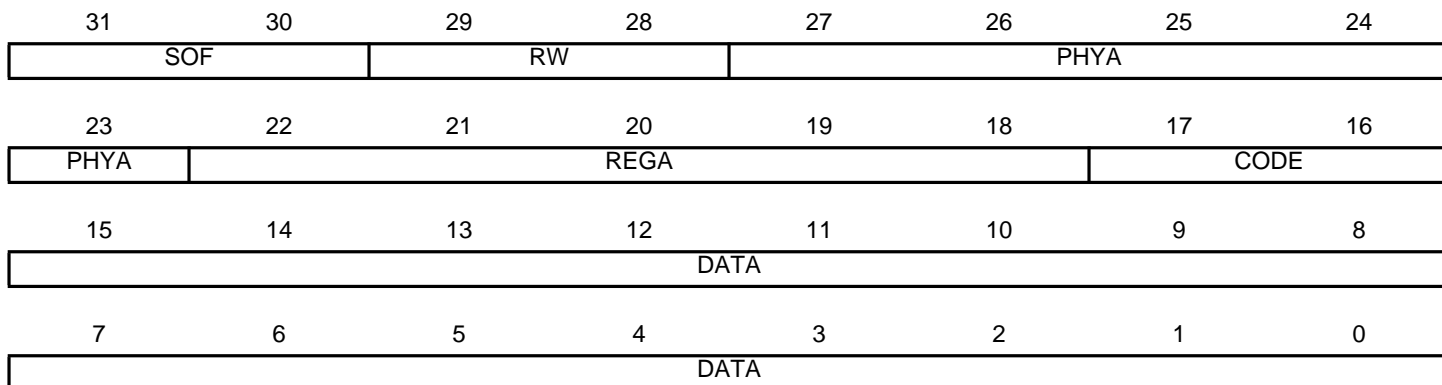 31 30 29 28 27 26 25 24
SOF RW PHYA
23 22 21 20 19 18 17 16
PHYA REGA CODE
15 14 13 12 11 10 9 8
DATA
7 6 5 4 3 2 1 0
DATA